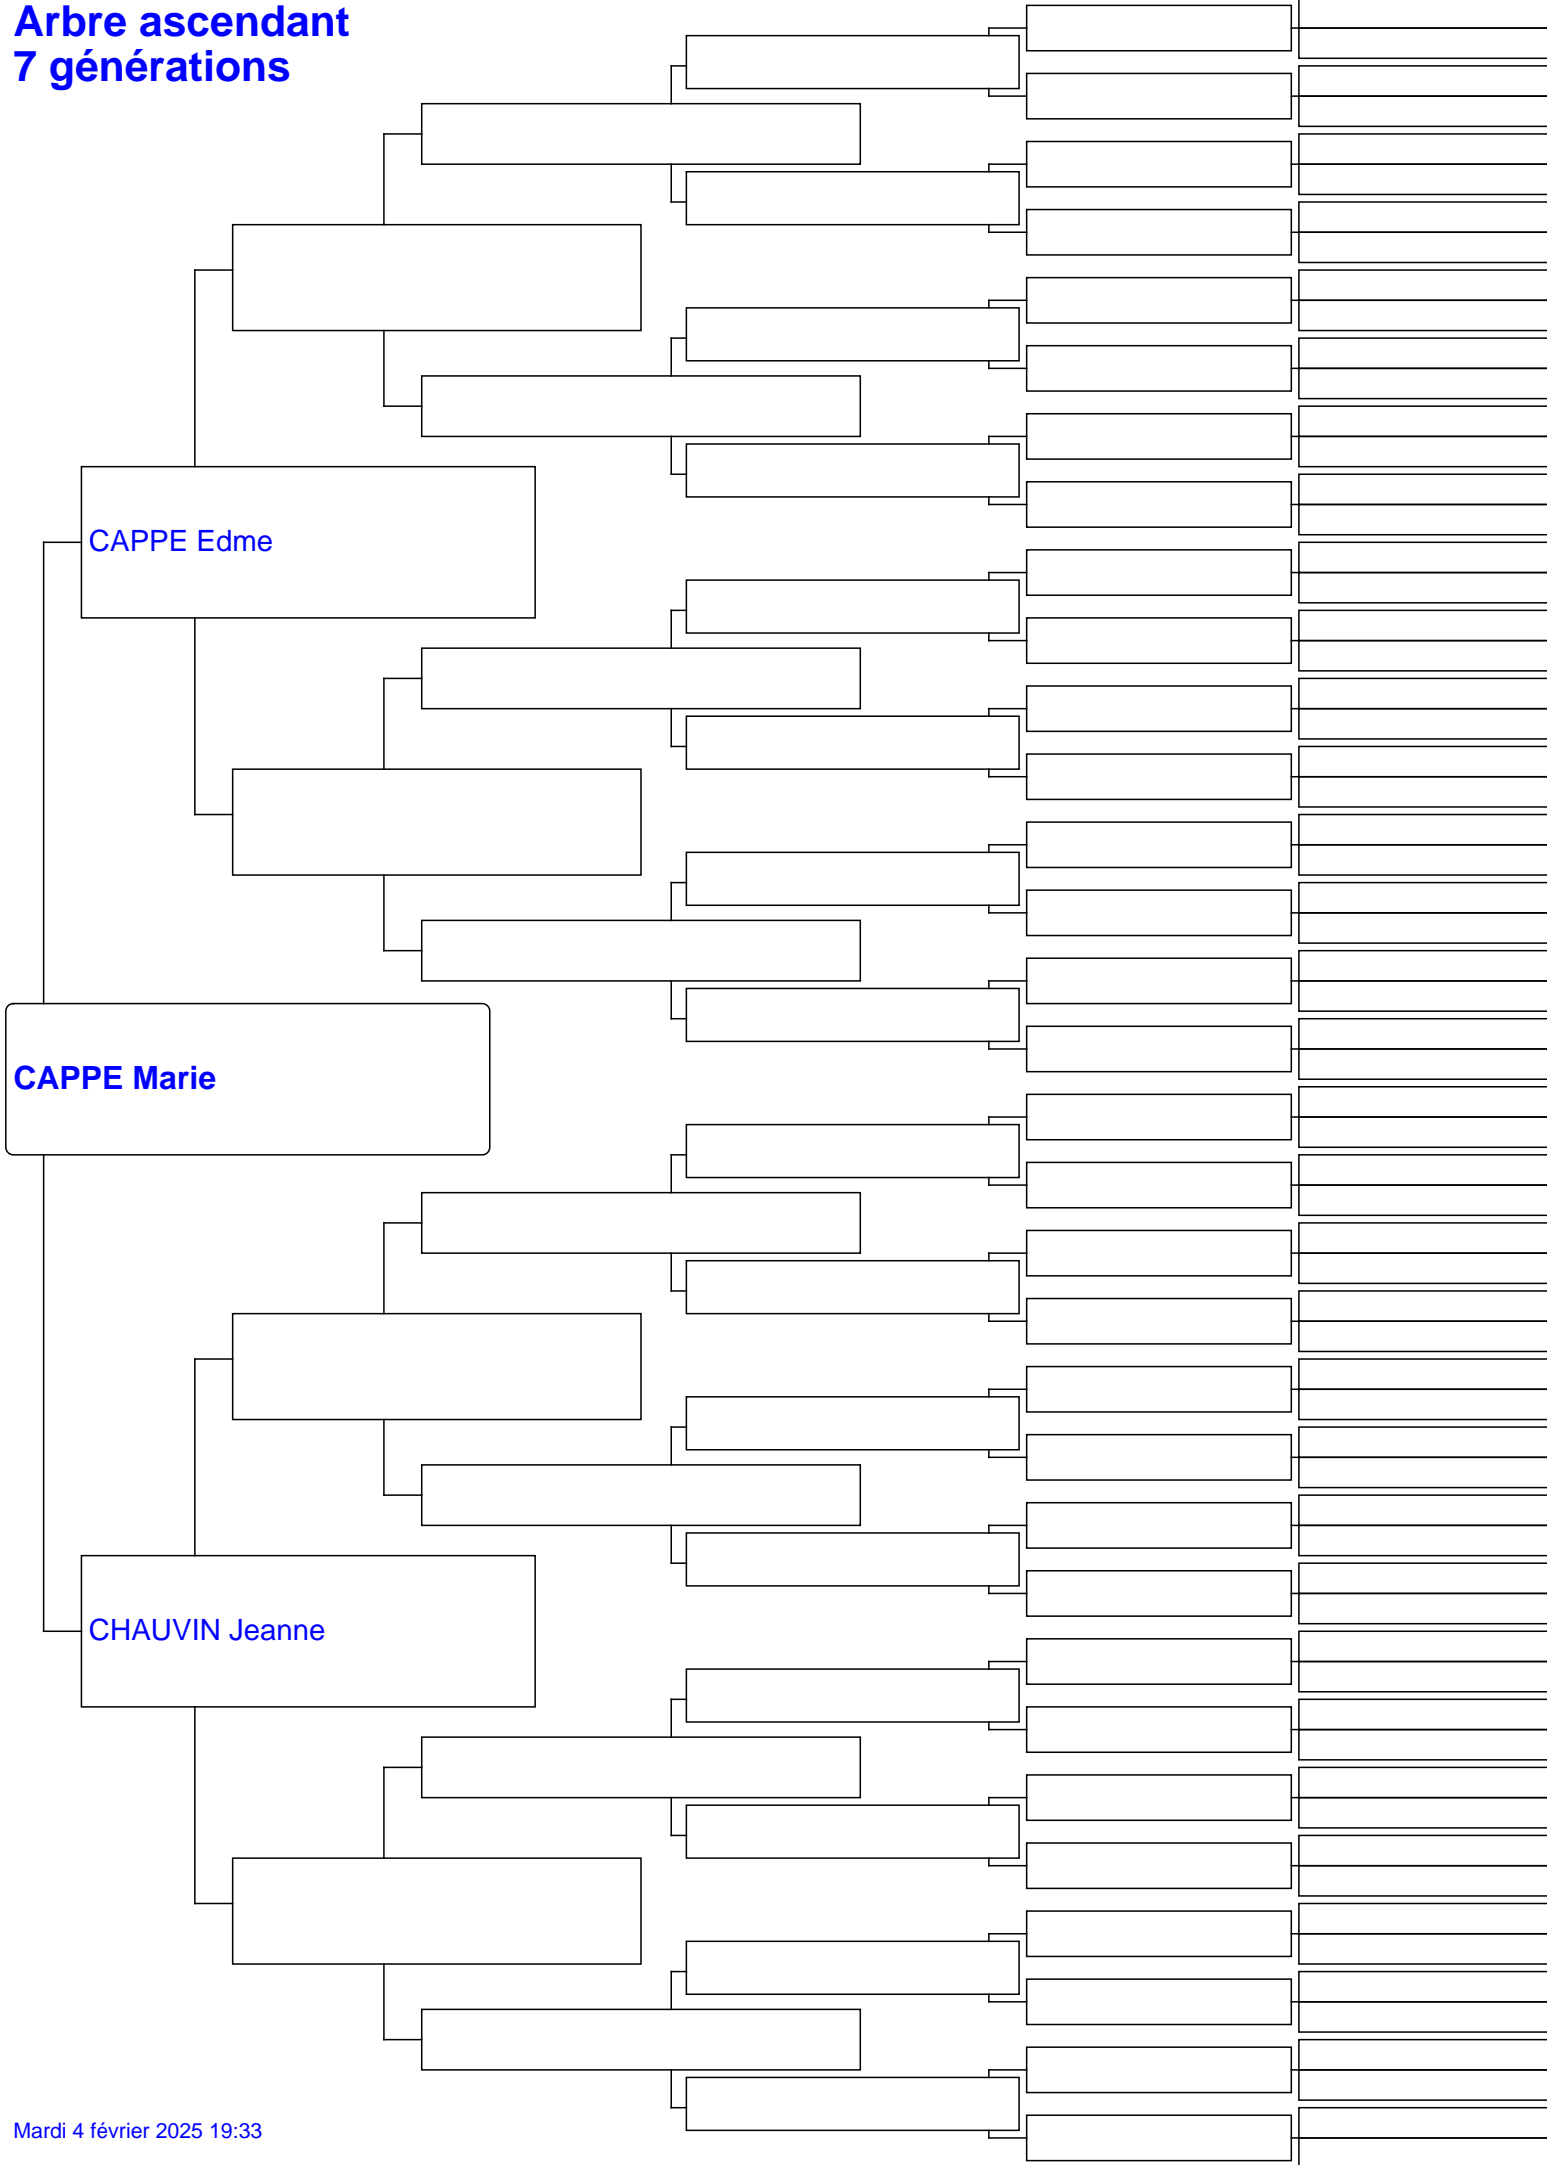 Arbre ascendant
7 générations
CAPPE Edme
CAPPE Marie
CHAUVIN Jeanne
Mardi 4 février 2025 19:33